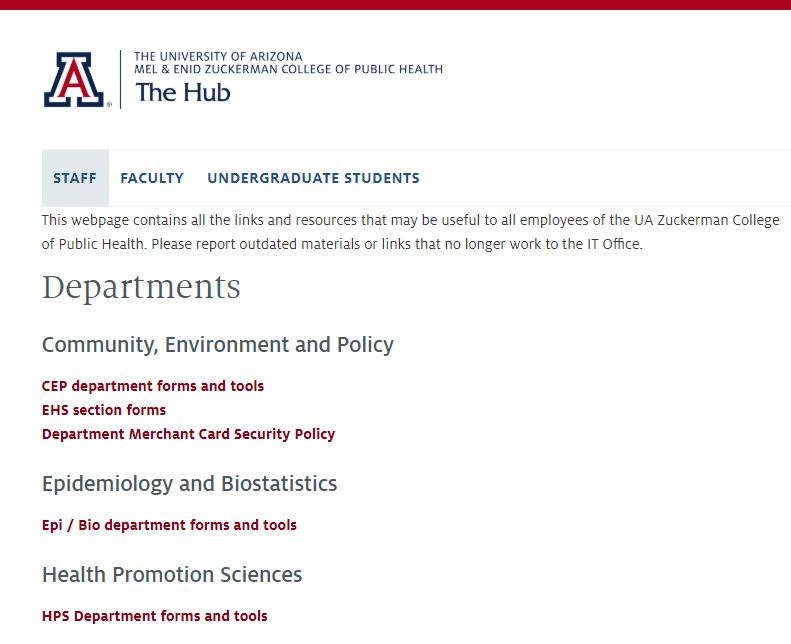 THE UNIVERSITY OF ARIZONA
MEL & ENID ZUCKERMAN COLLEGE OF PUBLIC HEALTH
A ® The Hub
STAFF FACULTY UNDERGRADUATE STUDENTS
This webpage contains all the links and resources that may be useful to all employees of the UA Zuckerman College
of Public Health. Please report outdated materials or links that no longer work to the IT Office.
Departments
Community, Environment and Policy
CEP department forms and tools
EHS section forms
Department Merchant Card Security Policy
Epidemiology and Biostatistics
Epi / Bio department forms and tools
Health Promotion Sciences
HPS Department forms and tools